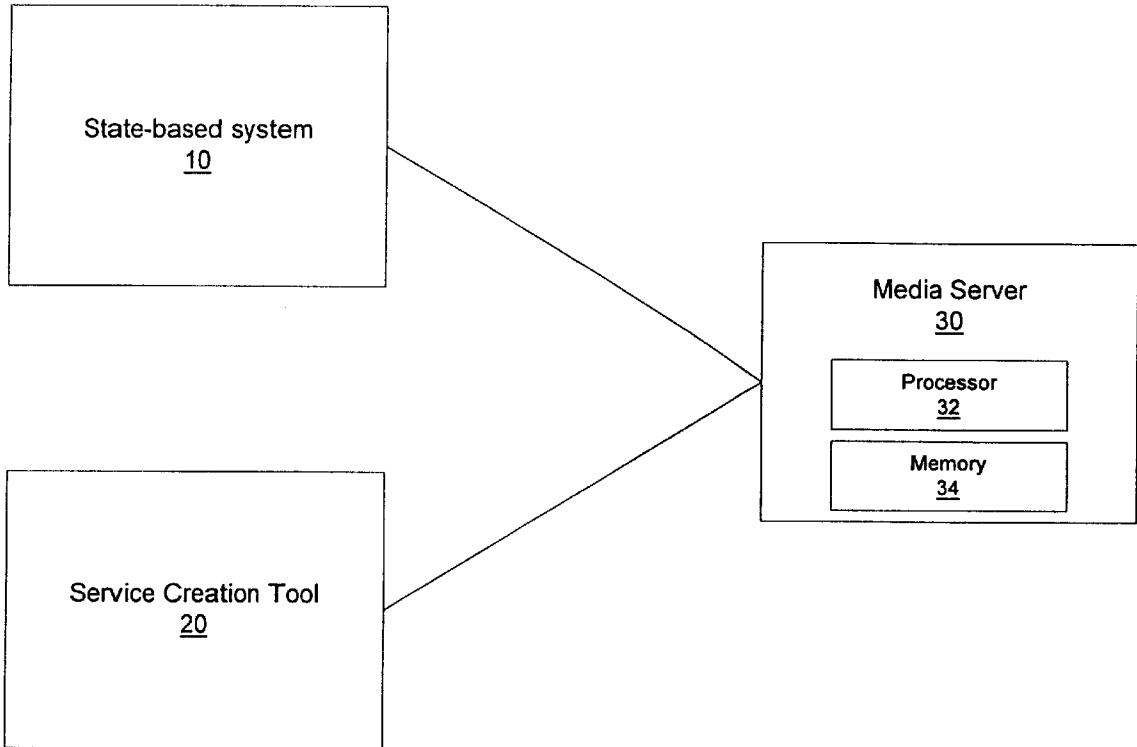 State-based system
10
Media Server
30
Processor
32
Memory
34
Service Creation Tool
20